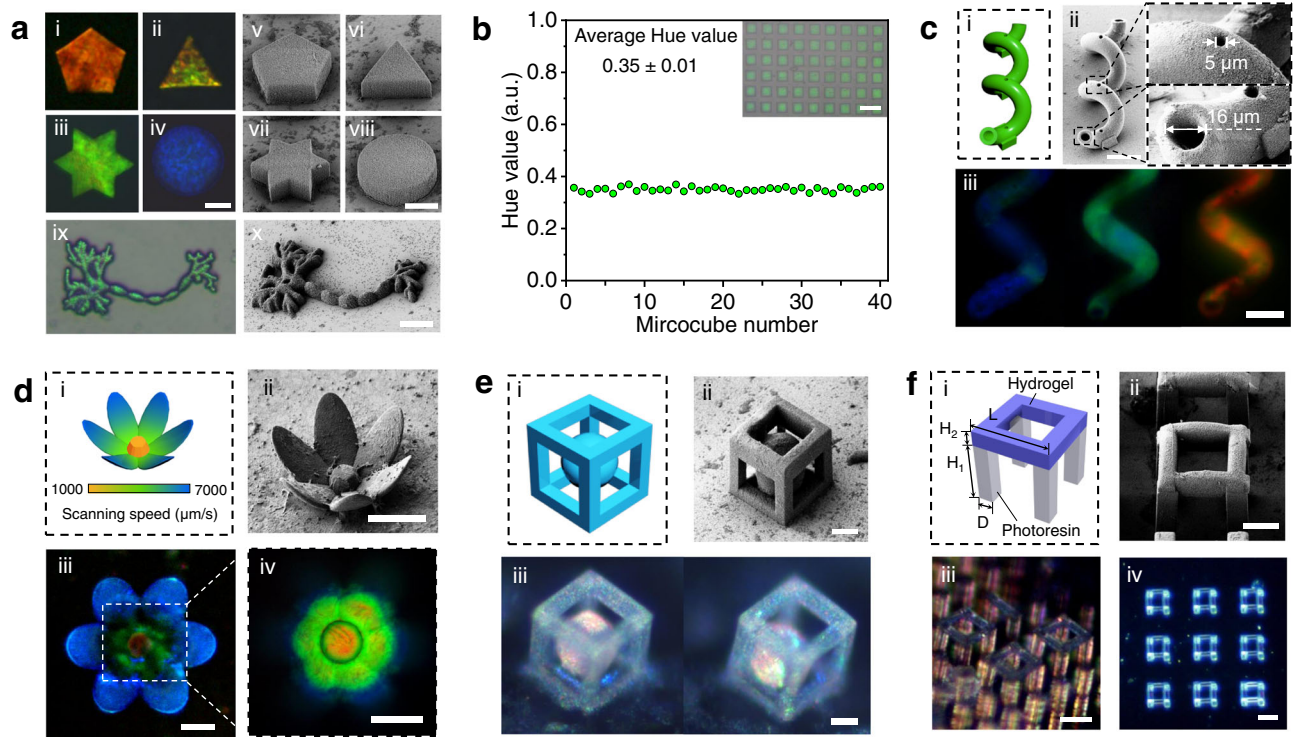 a
i
ii
v
vi
iii
iv
vii
viii
ix
x
b
Hue value (a.u.)
1.0
0.8
0.6
0.4
0.2
0.0
Average Hue value
0.35 ± 0.01
0
10
20
30
40
Mircocube number
c
i
ii
5 µm
16 µm
iii
d
i
1000
7000
Scanning speed (µm/s)
ii
iii
iv
e
i
ii
iii
f
i
Hydrogel
L
H2
H1
D
Photoresin
ii
iii
iv